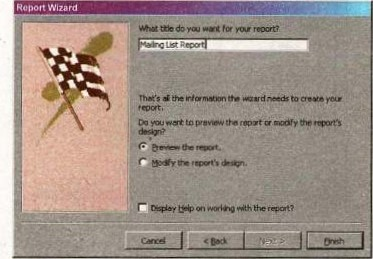 Report Wizard
What title do you want for your report?
Mailing List Report
That's all the information the wizard needs to create your
report.
Do you want to preview the report or modify the report's
design?
Preview the report.
Modify the report's design.
Display Help on working with the report?
Cancel
< Back
Next >
Finish